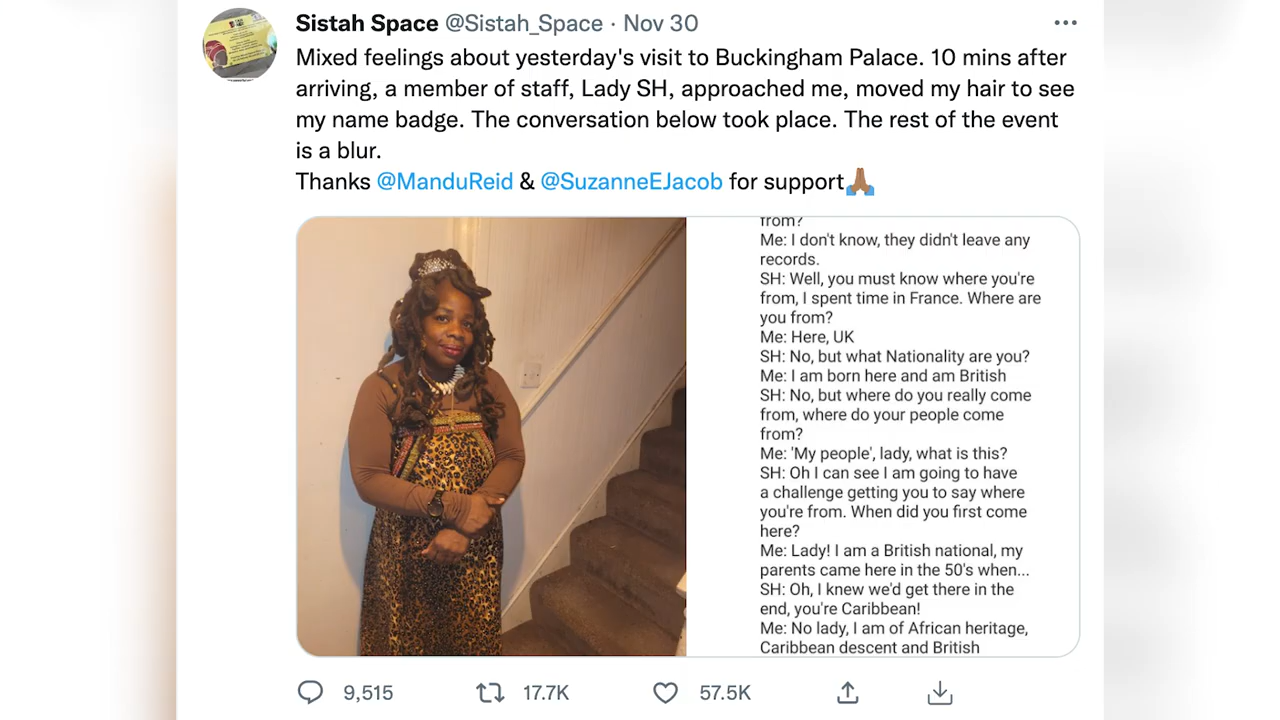 Sistah Space @Sistah_Space · Nov 30
Mixed feelings about yesterday's visit to Buckingham Palace. 10 mins after
arriving, a member of staff, Lady SH, approached me, moved my hair to see
my name badge. The conversation below took place. The rest of the event
is a blur.
Thanks @ManduReid & @SuzanneEJacob for support🙏🏽
from?
Me: I don't know, they didn't leave any
records.
SH: Well, you must know where you're
from, I spent time in France. Where are
you from?
Me: Here, UK
SH: No, but what Nationality are you?
Me: I am born here and am British
SH: No, but where do you really come
from, where do your people come
from?
Me: 'My people', lady, what is this?
SH: Oh I can see I am going to have
a challenge getting you to say where
you're from. When did you first come
here?
Me: Lady! I am a British national, my
parents came here in the 50's when...
SH: Oh, I knew we'd get there in the
end, you're Caribbean!
Me: No lady, I am of African heritage,
Caribbean descent and British
9,515
17.7K
57.5K